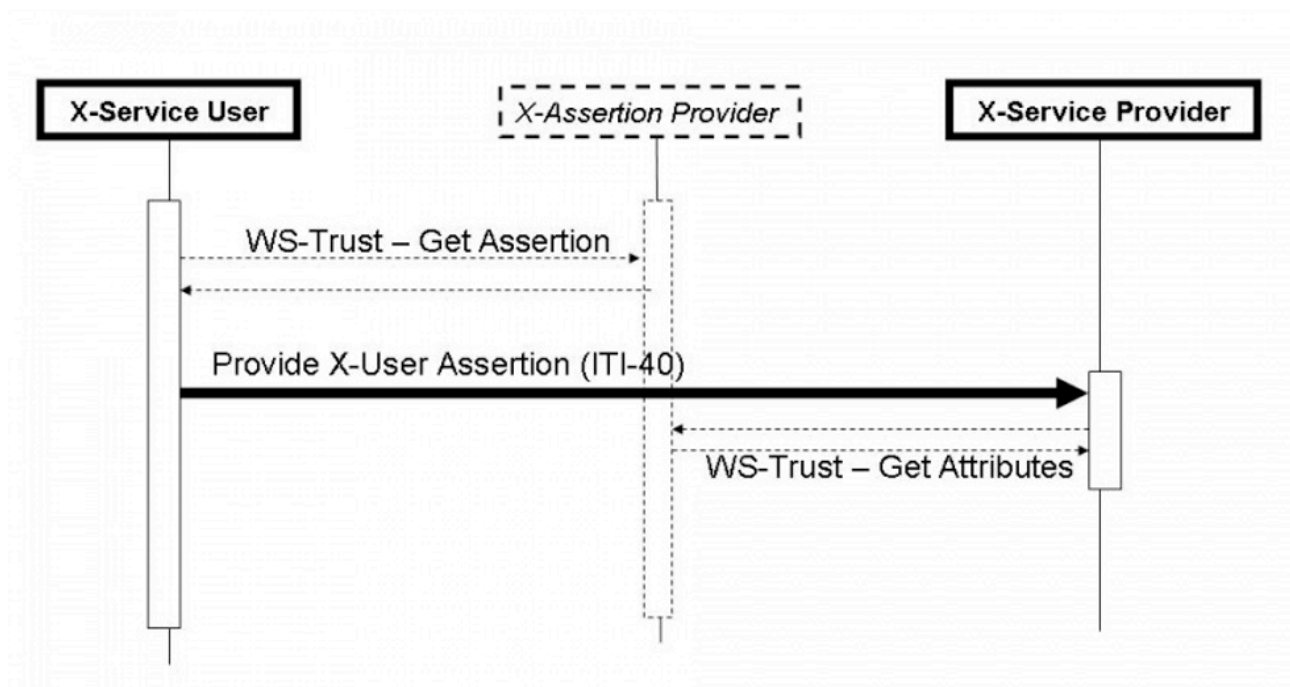 X-Service User
X-Assertion Provider
X-Service Provider
WS-Trust – Get Assertion
Provide X-User Assertion (ITI-40)
WS-Trust – Get Attributes